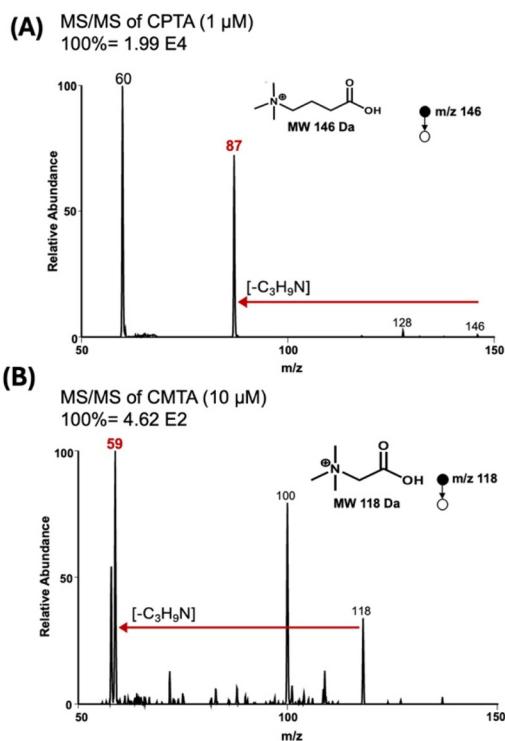 (A)
MS/MS of CPTA (1 µM)
100%= 1.99 E4
100
60
N⊕
O
OH
MW 146 Da
m/z 146
87
Relative Abundance
50
[-C₃H₉N]
128
146
0
50
100
150
m/z
(B)
MS/MS of CMTA (10 µM)
100%= 4.62 E2
100
59
⊕N
O
OH
MW 118 Da
m/z 118
100
Relative Abundance
50
[-C₃H₉N]
118
0
50
100
150
m/z